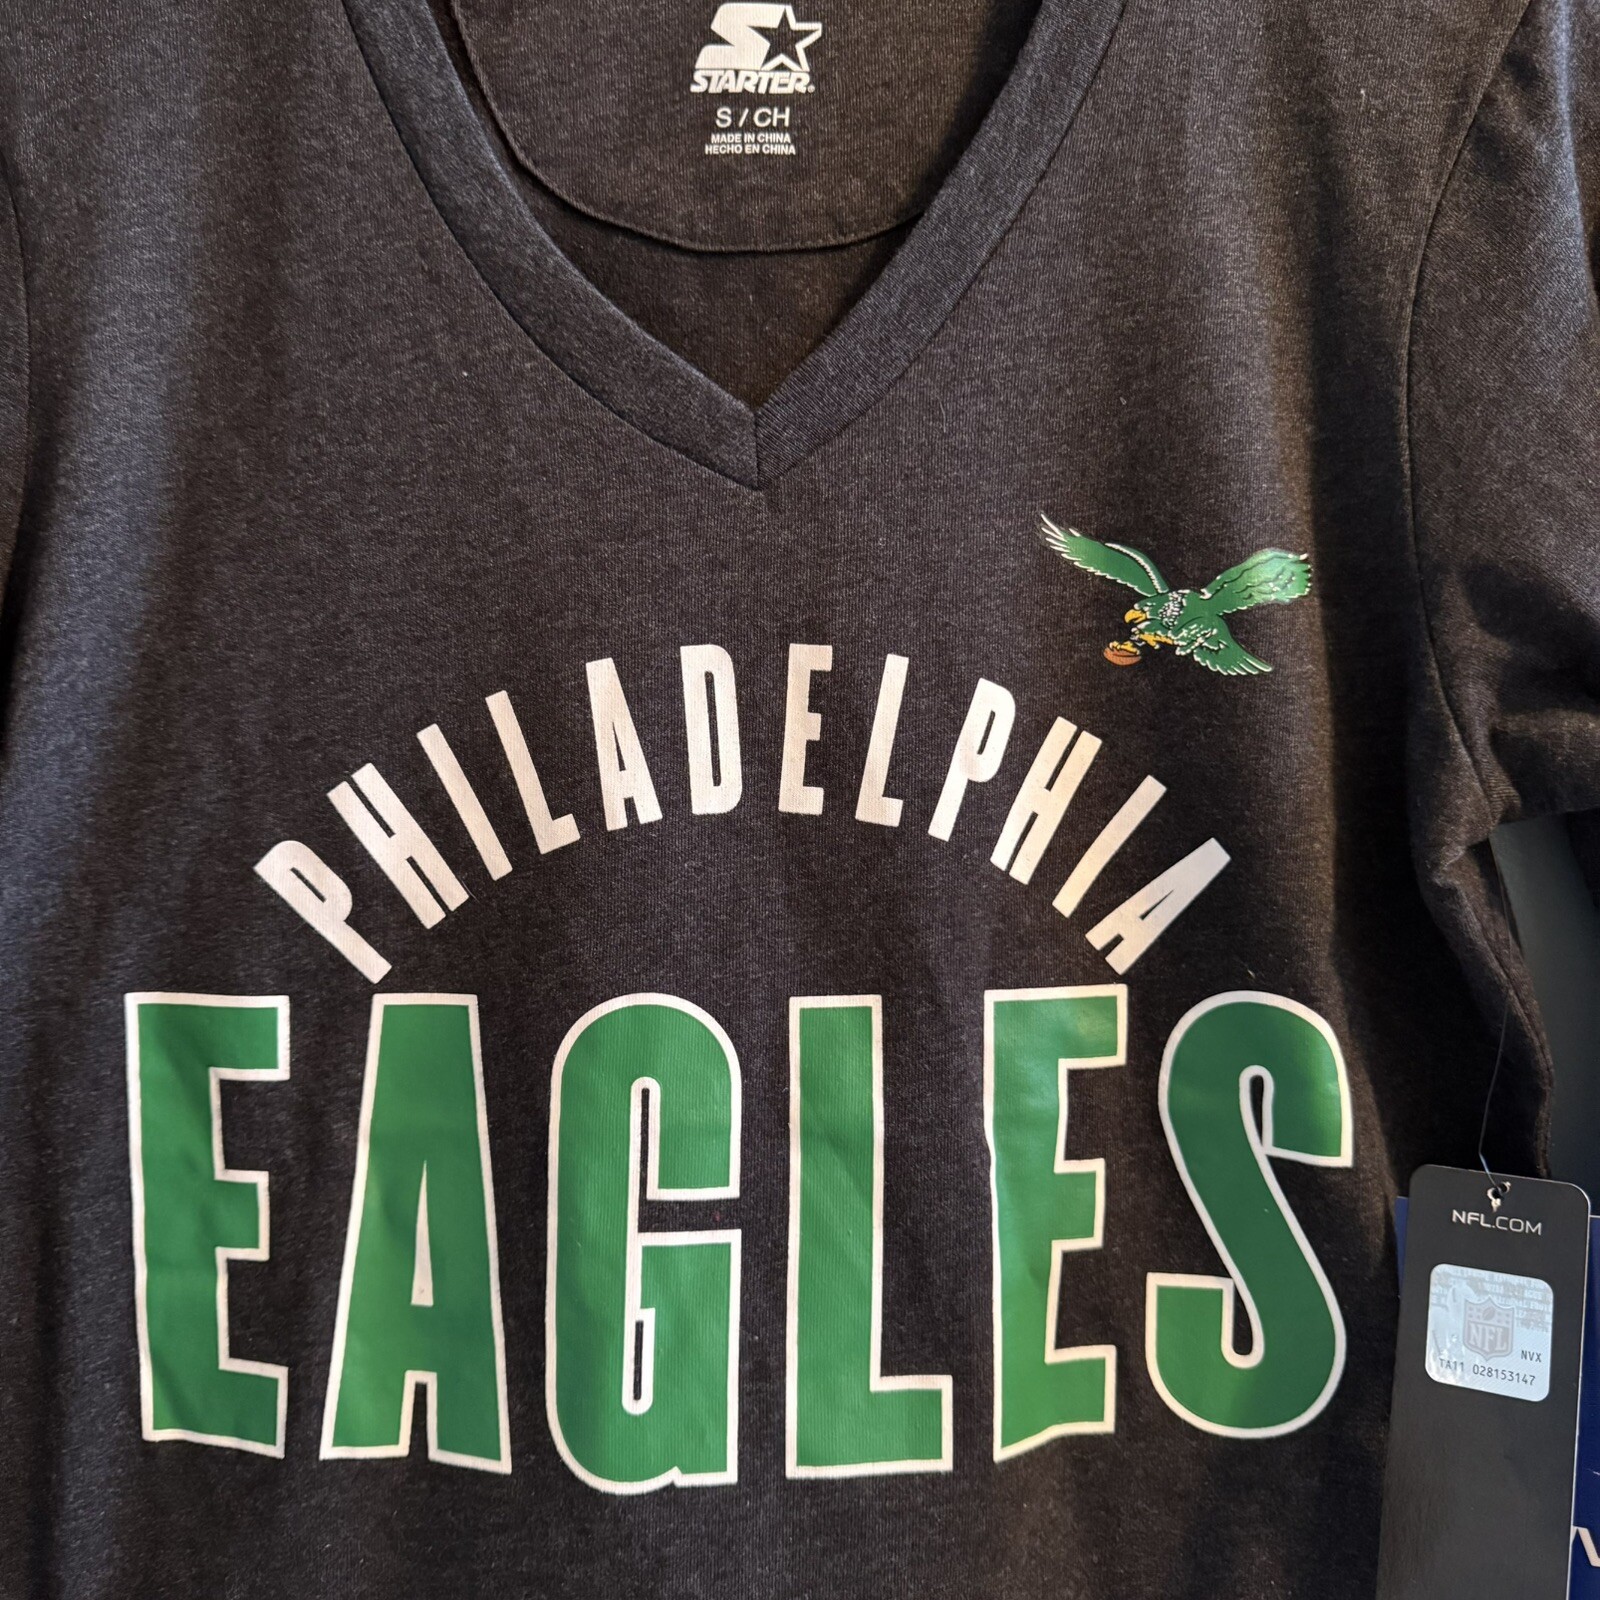 STARTER®
S / CH
MADE IN CHINA
HECHO EN CHINA
PHILADELPHIA
EAGLES
NFL.COM
NFL
NVX
TA11 028153147